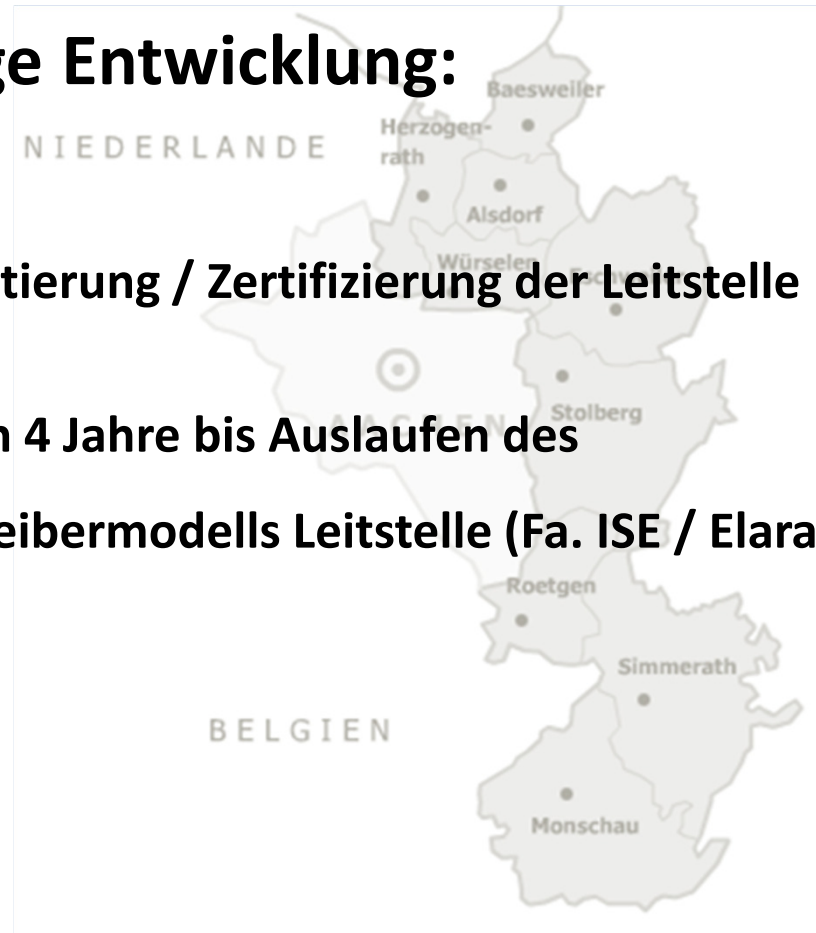 ge Entwicklung:
Baesweiler
Herzogen-
rath
NIEDERLANDE
Alsdorf
Würselen
tierung / Zertifizierung der Leitstelle
Stolberg
4 Jahre bis Auslaufen des
eibermodells Leitstelle (Fa. ISE / Elara
Roetgen
Simmerath
BELGIEN
Monschau